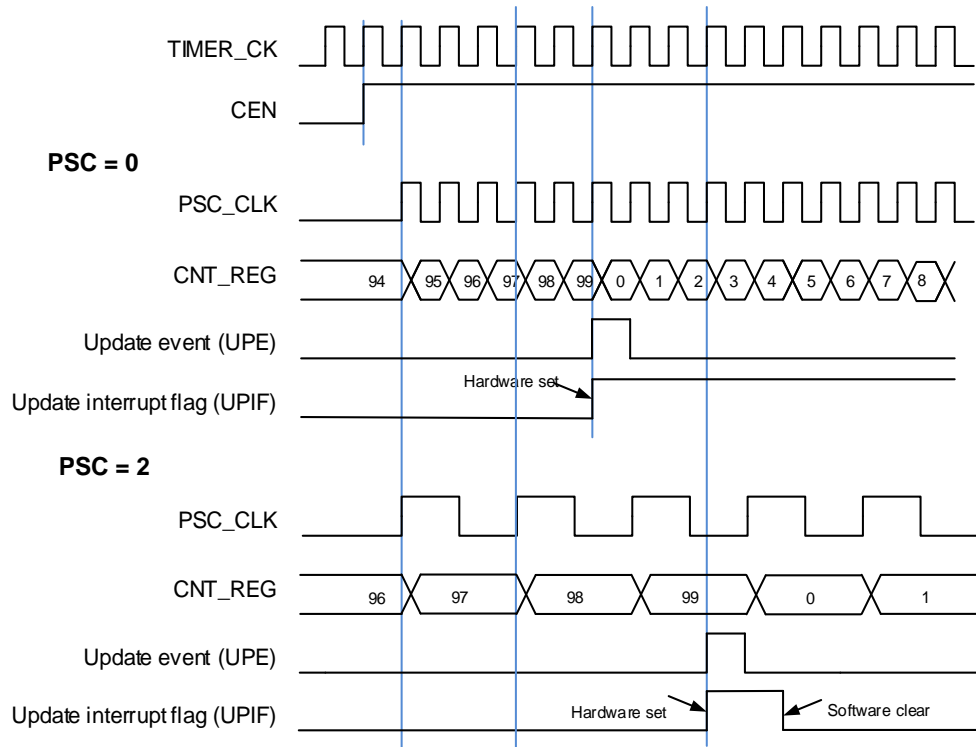 TIMER_CK
CEN
PSC = 0
PSC_CLK
CNT_REG 94 95 96 97 98 99 0 1 2 3 4 5 6 7 8
Update event (UPE)
Hardware set
Update interrupt flag (UPIF)
PSC = 2
PSC_CLK
CNT_REG 96 97 98 99 0 1
Update event (UPE)
Update interrupt flag (UPIF) Hardware set Software clear